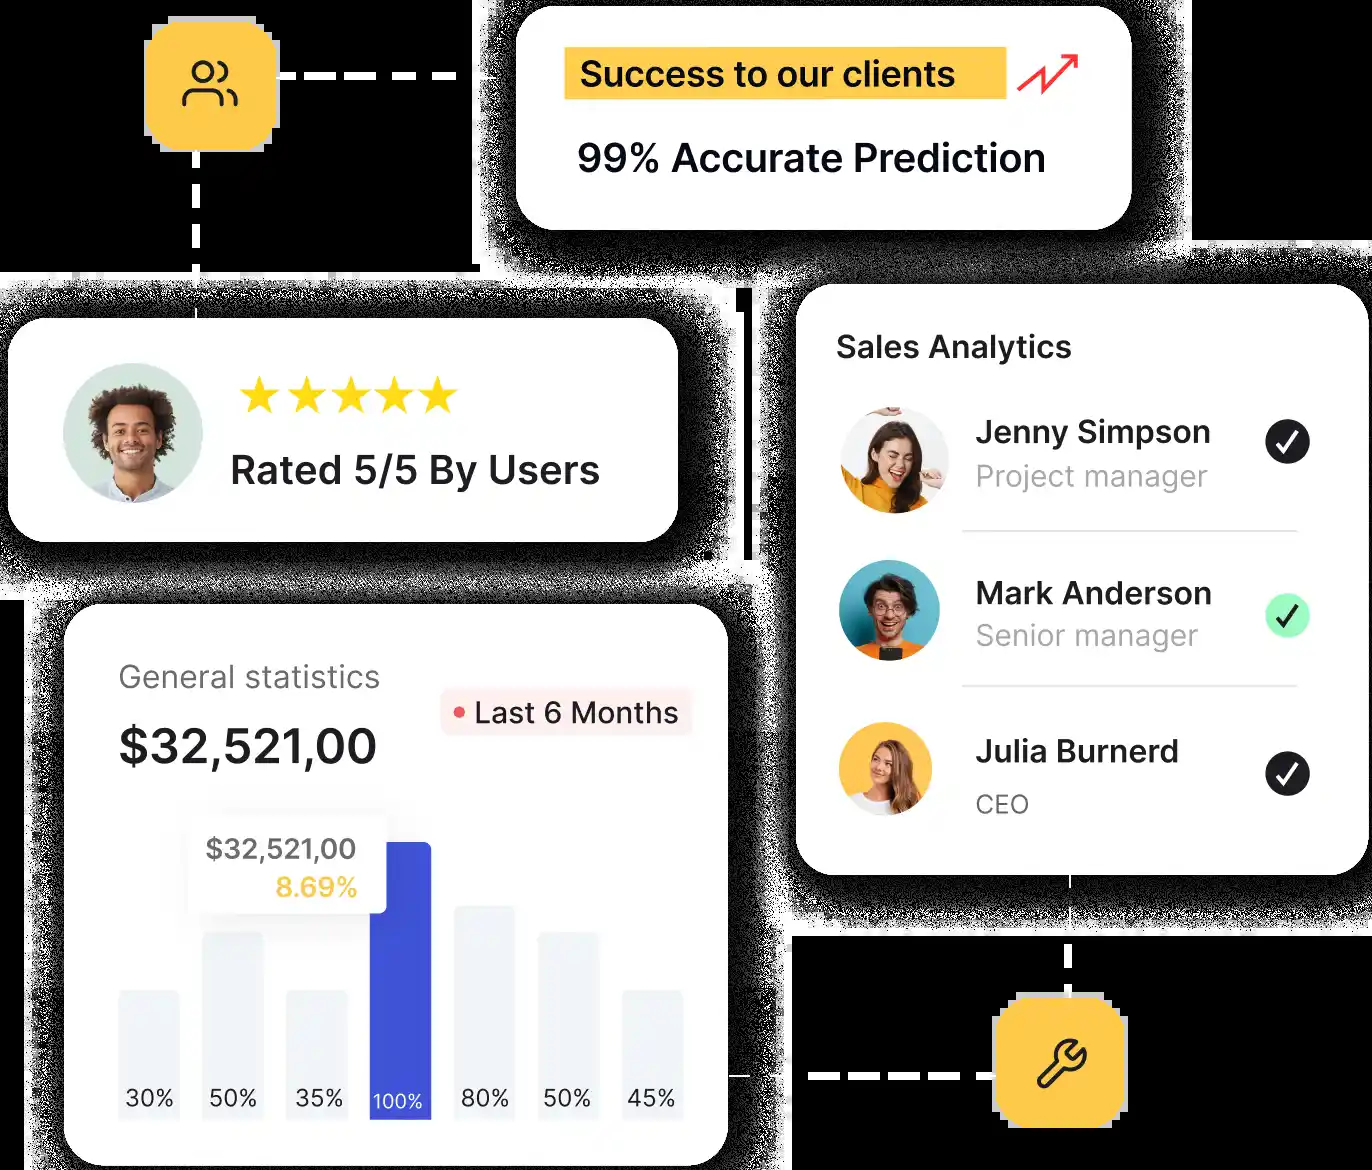 Success to our clients
99% Accurate Prediction
Rated 5/5 By Users
Sales Analytics
Jenny Simpson
Project manager
Mark Anderson
Senior manager
Julia Burnerd
CEO
General statistics
$32,521,00
Last 6 Months
$32,521,00
8.69%
30% 50% 35% 100% 80% 50% 45%